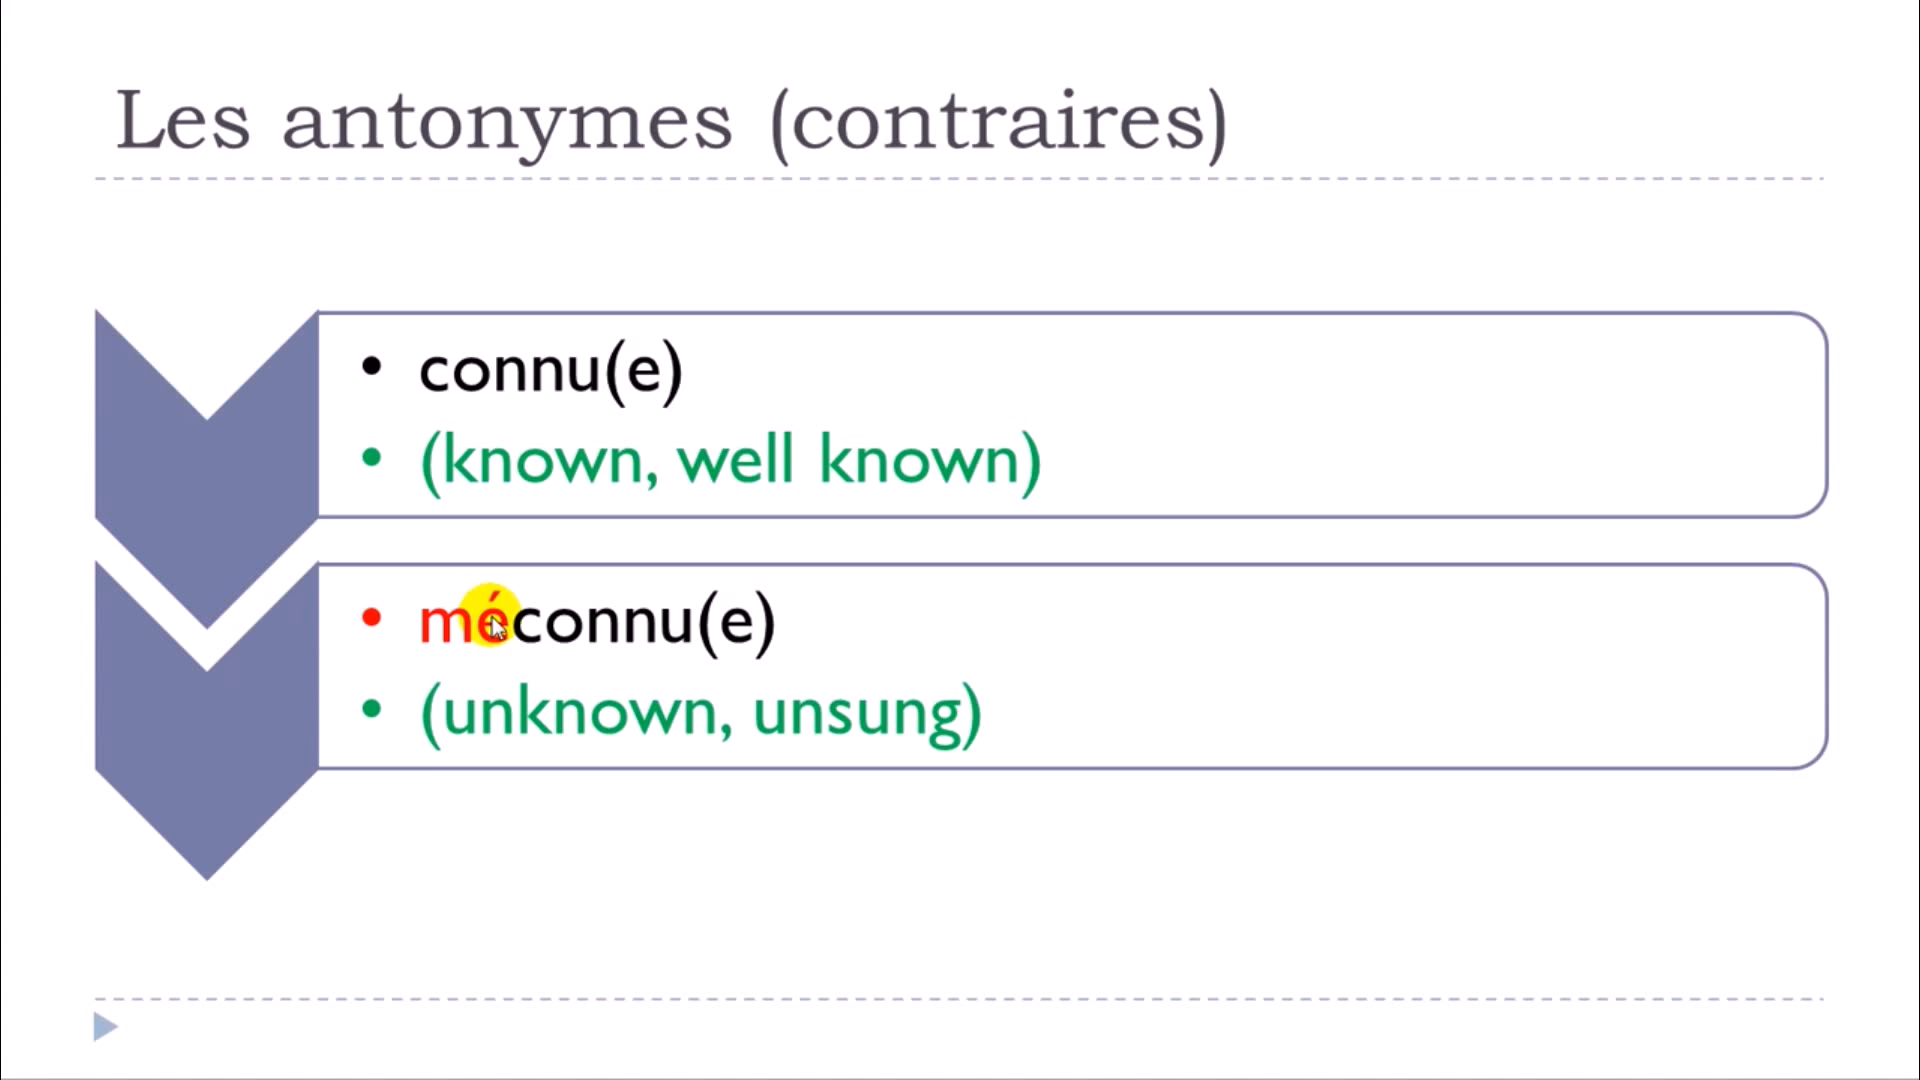 Les antonymes (contraires)
• connu(e)
• (known, well known)
• méconnu(e)
• (unknown, unsung)